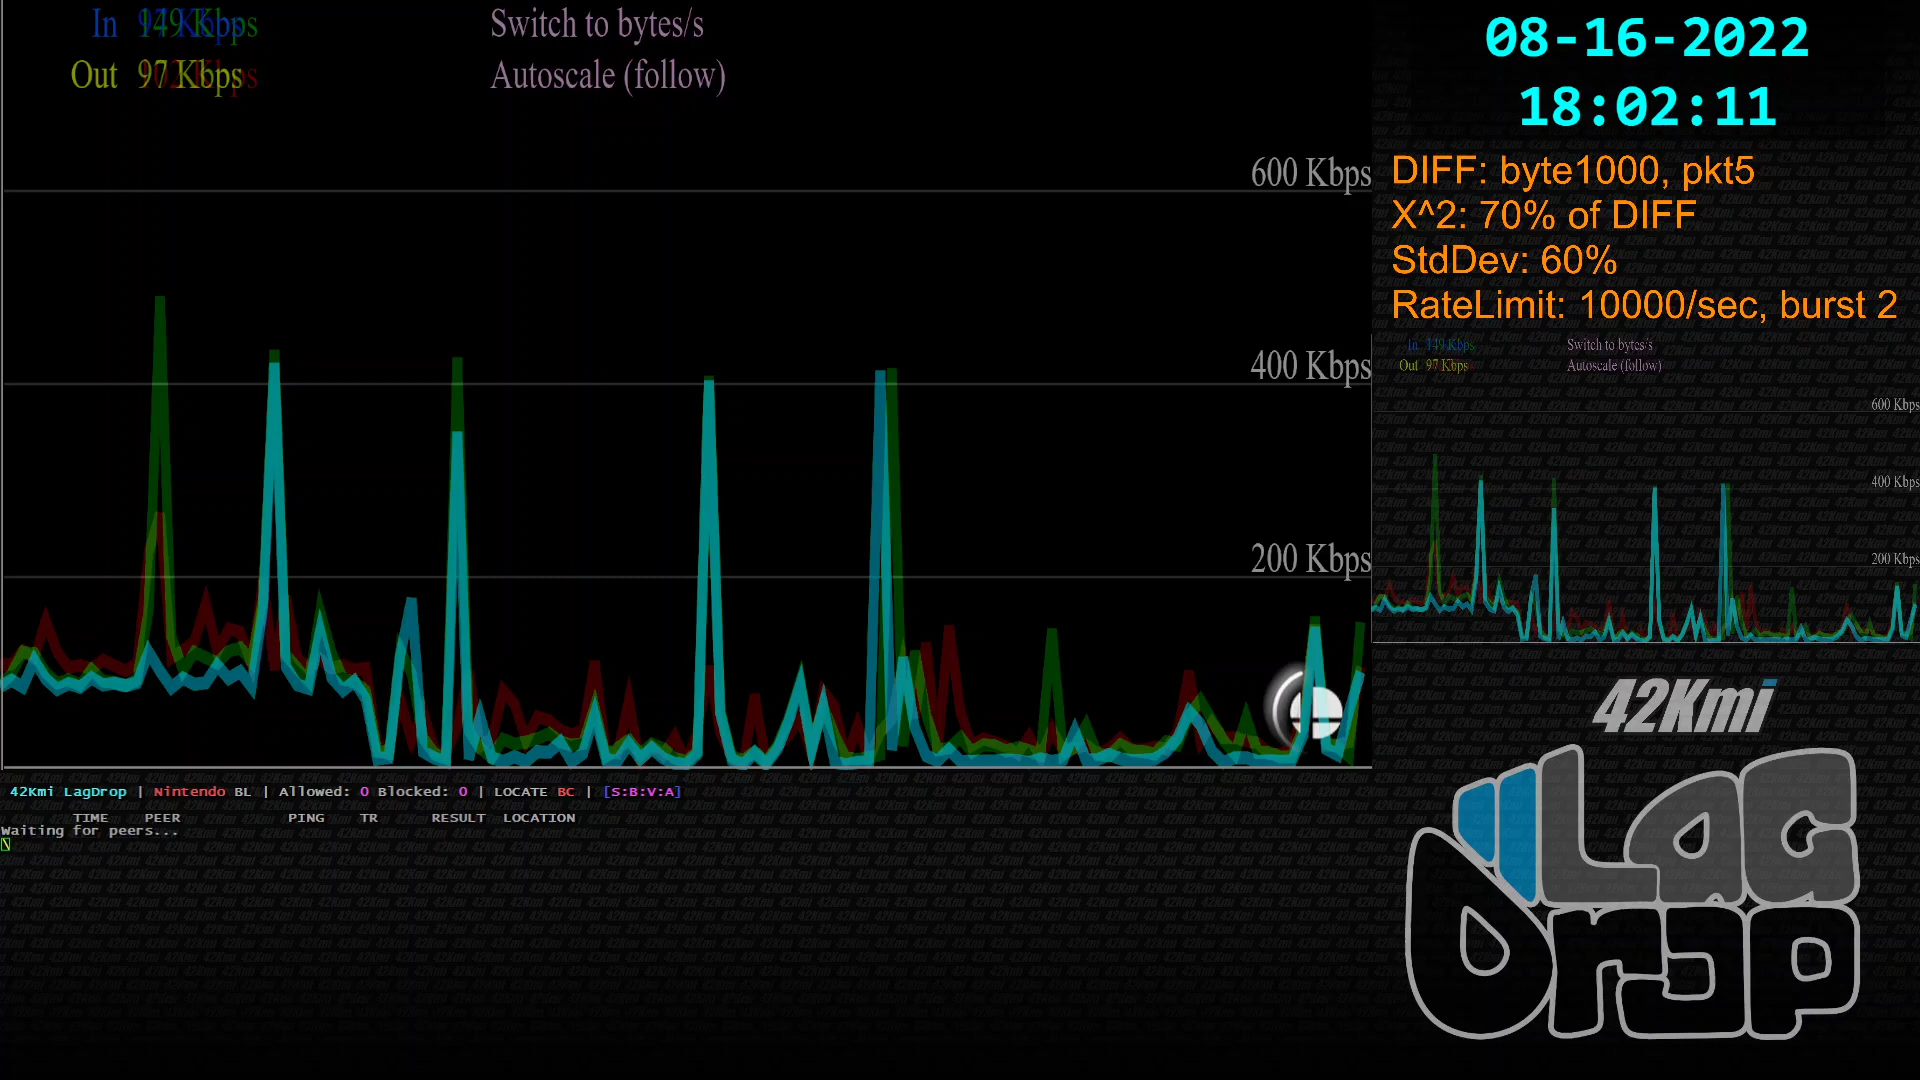 In 149 Kbps
Switch to bytes/s
Out 97 Kbps
Autoscale (follow)
600 Kbps
400 Kbps
200 Kbps
08-16-2022
18:02:11
DIFF: byte1000, pkt5
X^2: 70% of DIFF
StdDev: 60%
RateLimit: 10000/sec, burst 2
In 149 Kbps
Switch to bytes/s
Out 97 Kbps
Autoscale (follow)
600 Kbps
400 Kbps
200 Kbps
42Kmi LagDrop | Nintendo BL | Allowed: 0 Blocked: 0 | LOCATE BC | [S:B:V:A]
TIME PEER PING TR RESULT LOCATION
Waiting for peers...
\
42Kmi
LAG
Drop